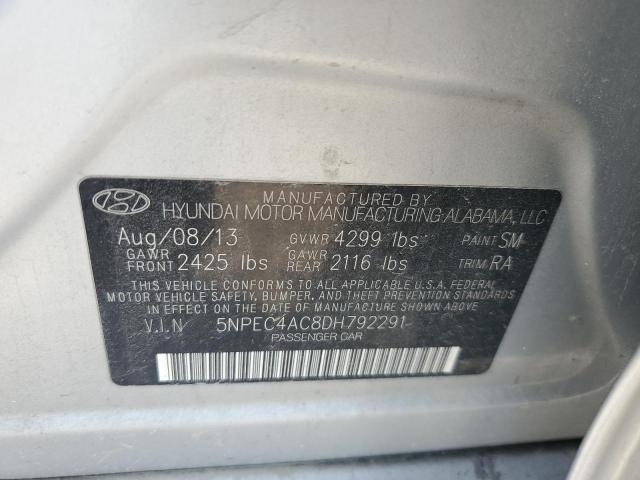 MANUFACTURED BY
HYUNDAI MOTOR MANUFACTURING ALABAMA, LLC
Aug/08/13 GVWR 4299 lbs PAINT SM
GAWR FRONT 2425 lbs GAWR REAR 2116 lbs TRIM RA
THIS VEHICLE CONFORMS TO ALL APPLICABLE U.S.A. FEDERAL
MOTOR VEHICLE SAFETY, BUMPER, AND THEFT PREVENTION STANDARDS
IN EFFECT ON THE DATE OF MANUFACTURE SHOWN ABOVE
V.I.N 5NPEC4AC8DH792291
PASSENGER CAR